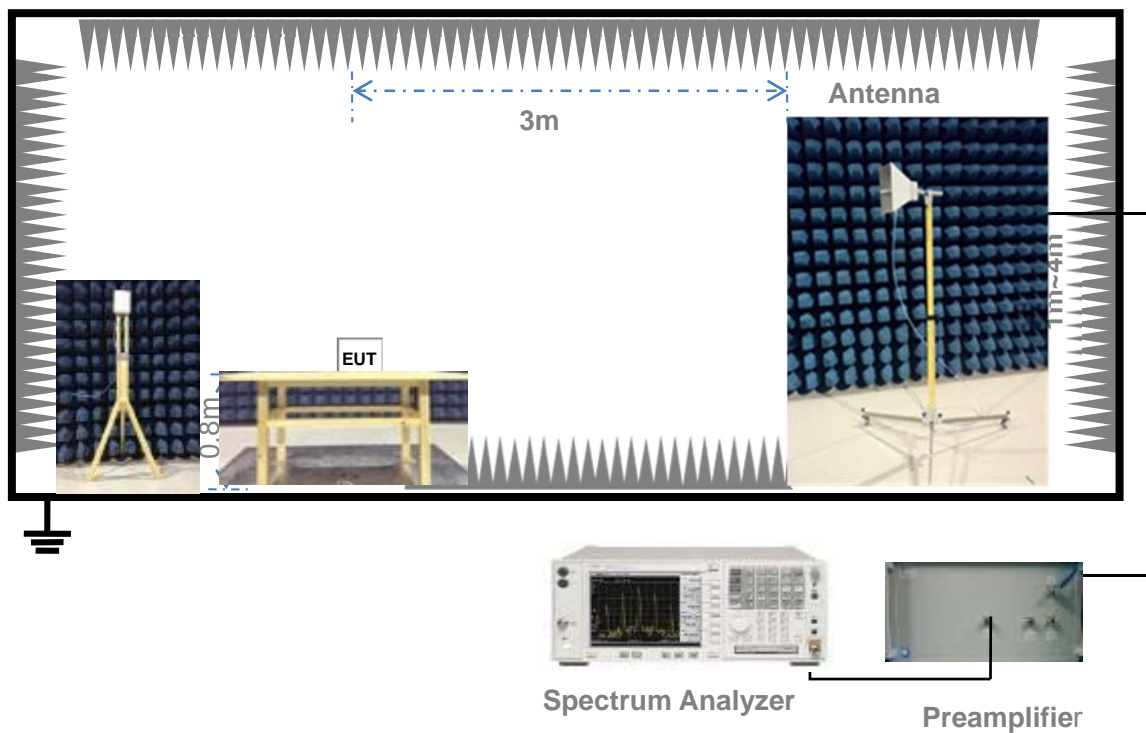 Antenna
3m
1m~4m
EUT
0.8m
Spectrum Analyzer
Preamplifier